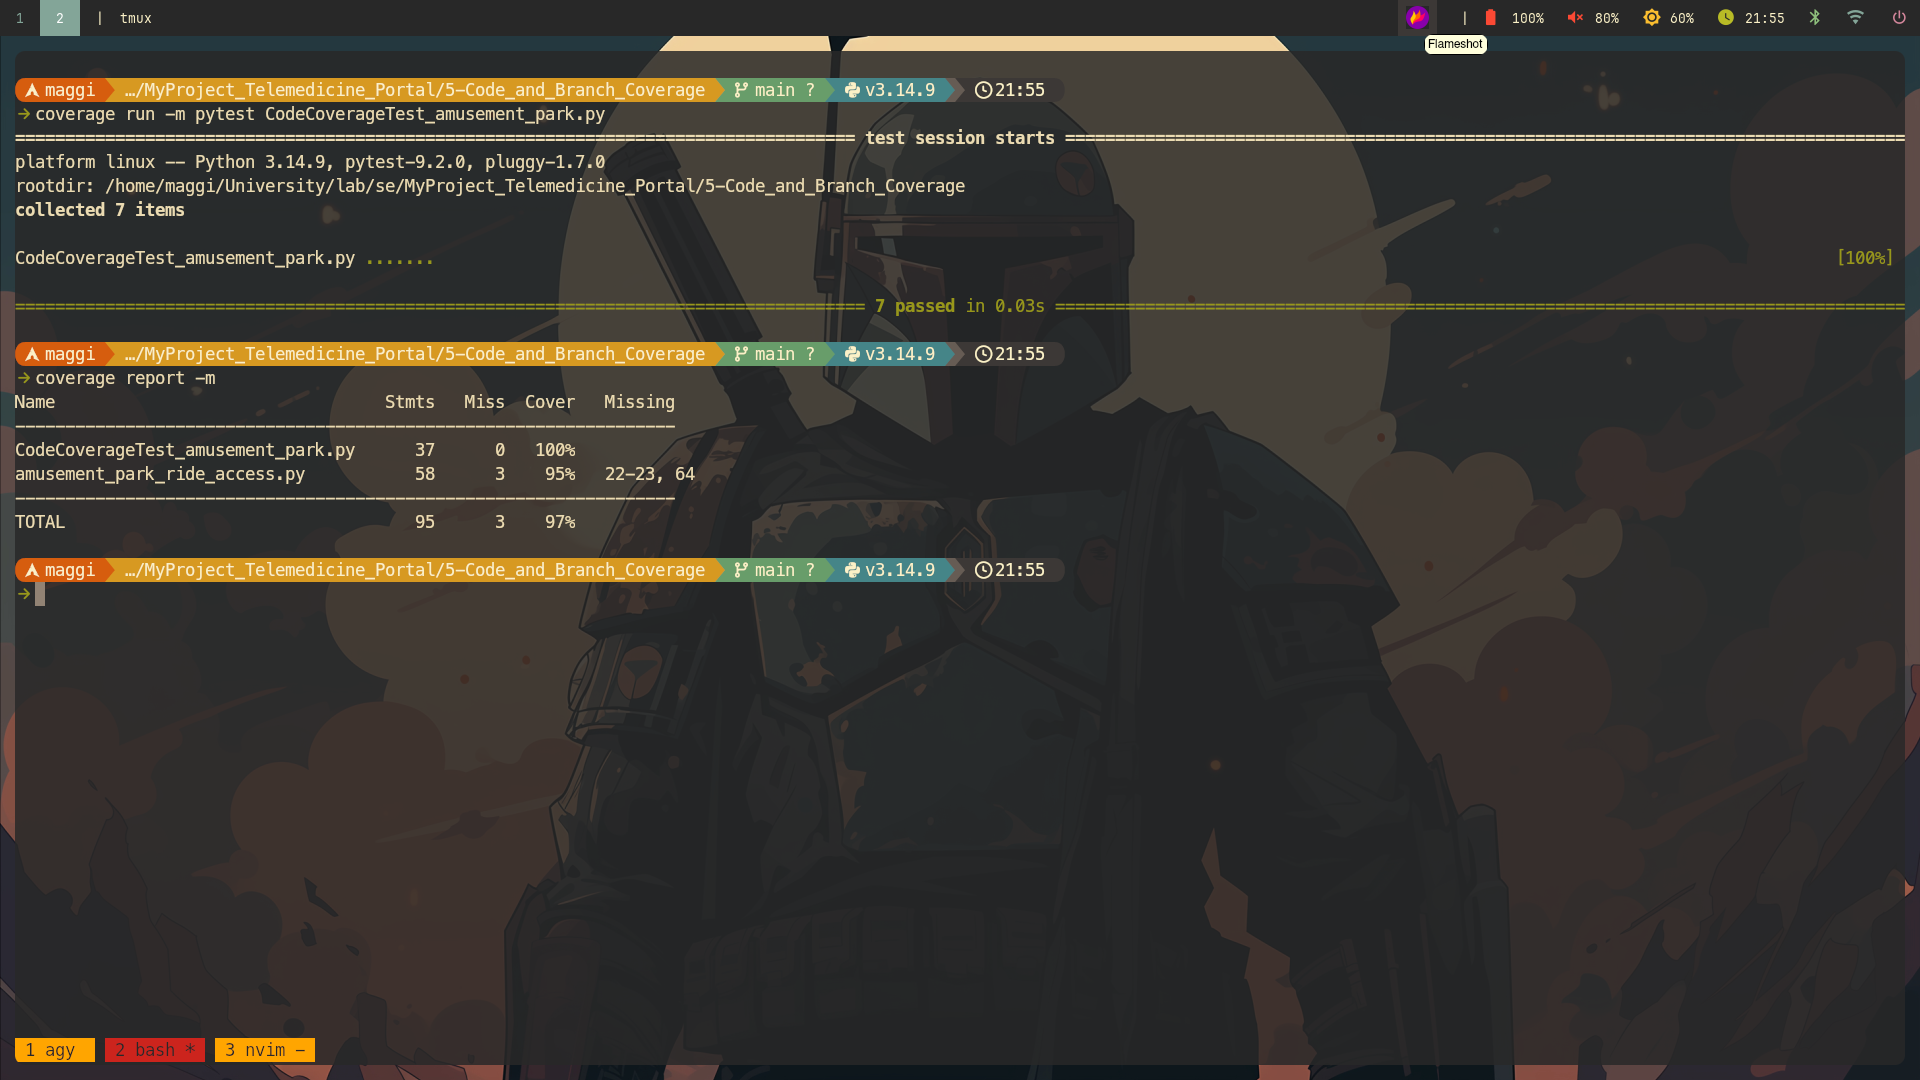 1 2 | tmux | 100% 80% 60% 21:55
Flameshot
maggi …/MyProject_Telemedicine_Portal/5-Code_and_Branch_Coverage main ? v3.14.9 21:55
→ coverage run -m pytest CodeCoverageTest_amusement_park.py
============ test session starts ============
platform linux -- Python 3.14.9, pytest-9.2.0, pluggy-1.7.0
rootdir: /home/maggi/University/lab/se/MyProject_Telemedicine_Portal/5-Code_and_Branch_Coverage
collected 7 items
CodeCoverageTest_amusement_park.py ....... [100%]
============ 7 passed in 0.03s ============
maggi …/MyProject_Telemedicine_Portal/5-Code_and_Branch_Coverage main ? v3.14.9 21:55
→ coverage report -m
Name Stmts Miss Cover Missing
------------------------------------------------------------------
CodeCoverageTest_amusement_park.py 37 0 100%
amusement_park_ride_access.py 58 3 95% 22-23, 64
------------------------------------------------------------------
TOTAL 95 3 97%
maggi …/MyProject_Telemedicine_Portal/5-Code_and_Branch_Coverage main ? v3.14.9 21:55
→
1 agy 2 bash * 3 nvim -